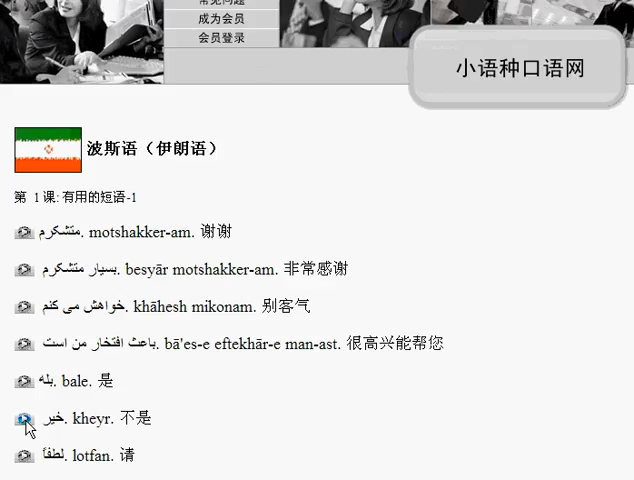 常见问题
成为会员
会员登录
小语种口语网
波斯语（伊朗语）
第 1 课: 有用的短语-1
متشکرم. motshakker-am. 谢谢
بسیار متشکرم. besyār motshakker-am. 非常感谢
خواهش می کنم. khāhesh mikonam. 别客气
باعث افتخار من است. bā'es-e eftekhār-e man-ast. 很高兴能帮您
بله. bale. 是
خیر. kheyr. 不是
لطفاً. lotfan. 请